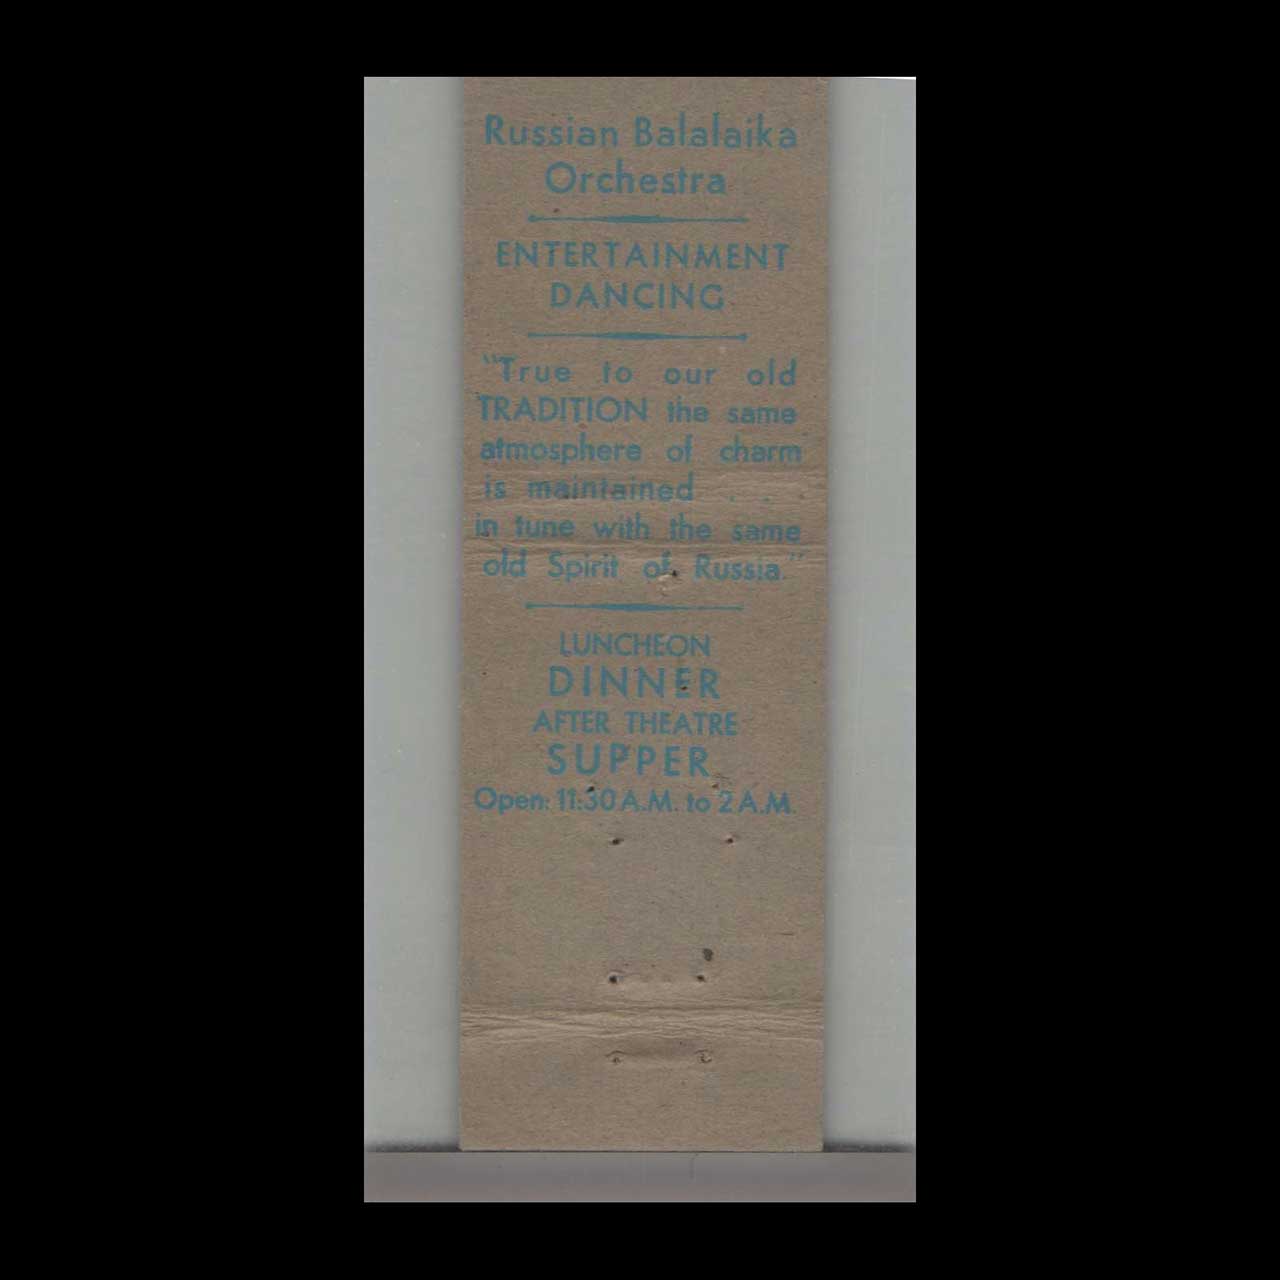 Russian Balalaika
Orchestra
ENTERTAINMENT
DANCING
"True to our old
TRADITION the same
atmosphere of charm
is maintained . . .
in tune with the same
old Spirit of Russia."
LUNCHEON
DINNER
AFTER THEATRE
SUPPER
Open: 11:30 A.M. to 2 A.M.